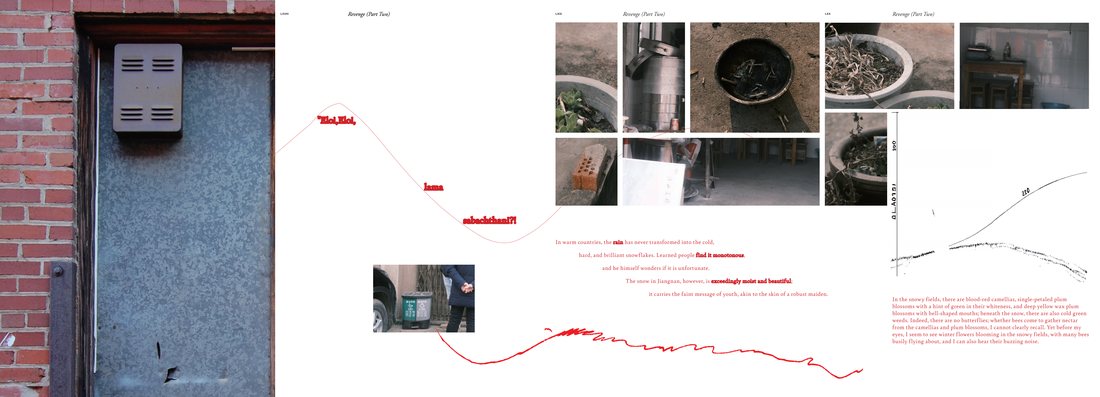 Revenge (Part Two)
Revenge (Part Two)
Revenge (Part Two)
"Eloi,Eloi,
lama
sabachthani?!
In warm countries, the rain has never transformed into the cold,
hard, and brilliant snowflakes. Learned people find it monotonous,
and he himself wonders if it is unfortunate.
The snow in Jiangnan, however, is exceedingly moist and beautiful;
it carries the faint message of youth, akin to the skin of a robust maiden.
100
110
In the snowy fields, there are blood-red camellias, single-petaled plum
blossoms with a hint of green in their whiteness, and deep yellow wax plum
blossoms with bell-shaped mouths; beneath the snow, there are also cold green
weeds. Indeed, there are no butterflies; whether bees come to gather nectar
from the camellias and plum blossoms, I cannot clearly recall. Yet before my
eyes, I seem to see winter flowers blooming in the snowy fields, with many bees
busily flying about, and I can also hear their buzzing noise.